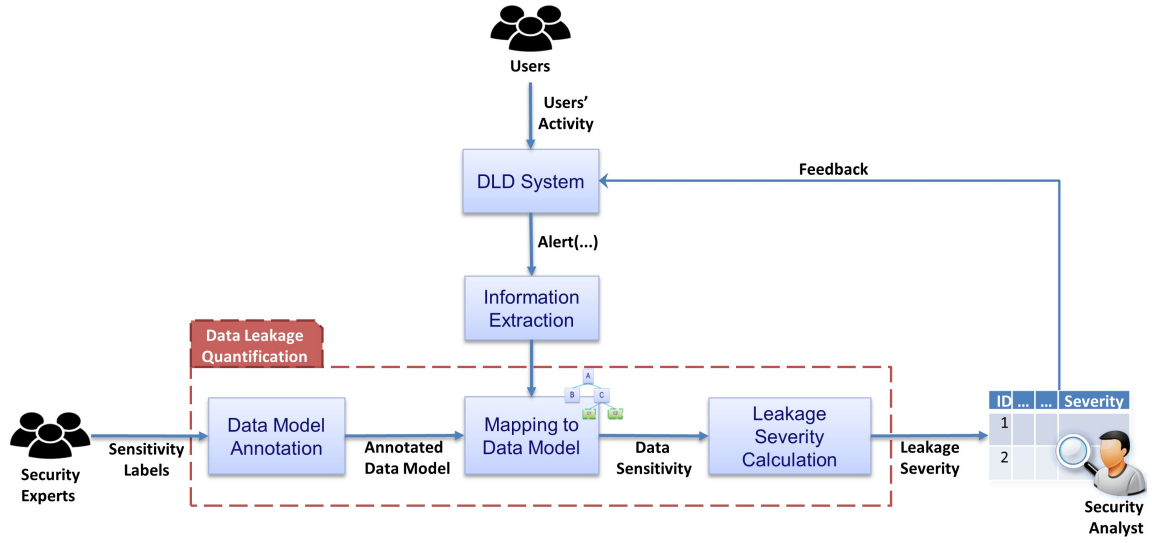 Users
Users'
Activity
DLD System
Feedback
Alert(...)
Information
Extraction
Data Leakage
Quantification
A
B
C
Data Model
Annotation
Mapping to
Data Model
Leakage
Severity
Calculation
Sensitivity
Labels
Annotated
Data Model
Data
Sensitivity
Leakage
Severity
ID ... ... Severity
1
2
Security
Experts
Security
Analyst